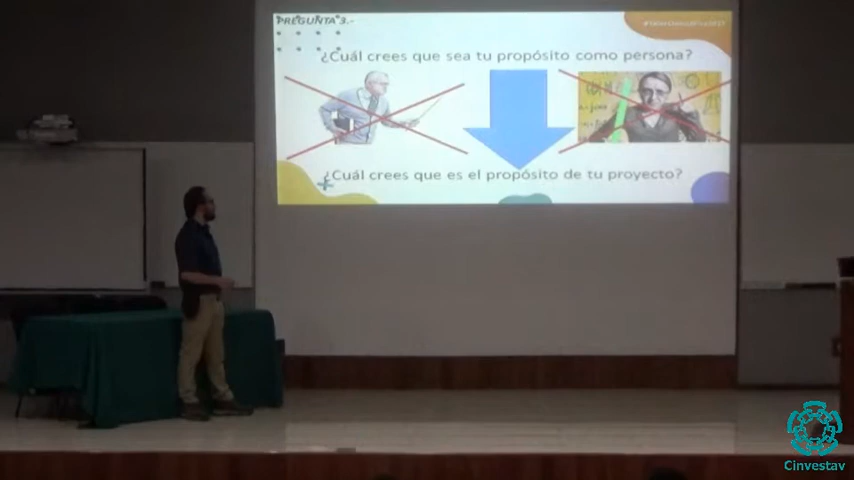 PREGUNTA 3.-
¿Cuál crees que sea tu propósito como persona?
¿Cuál crees que es el propósito de tu proyecto?
Cinvestav